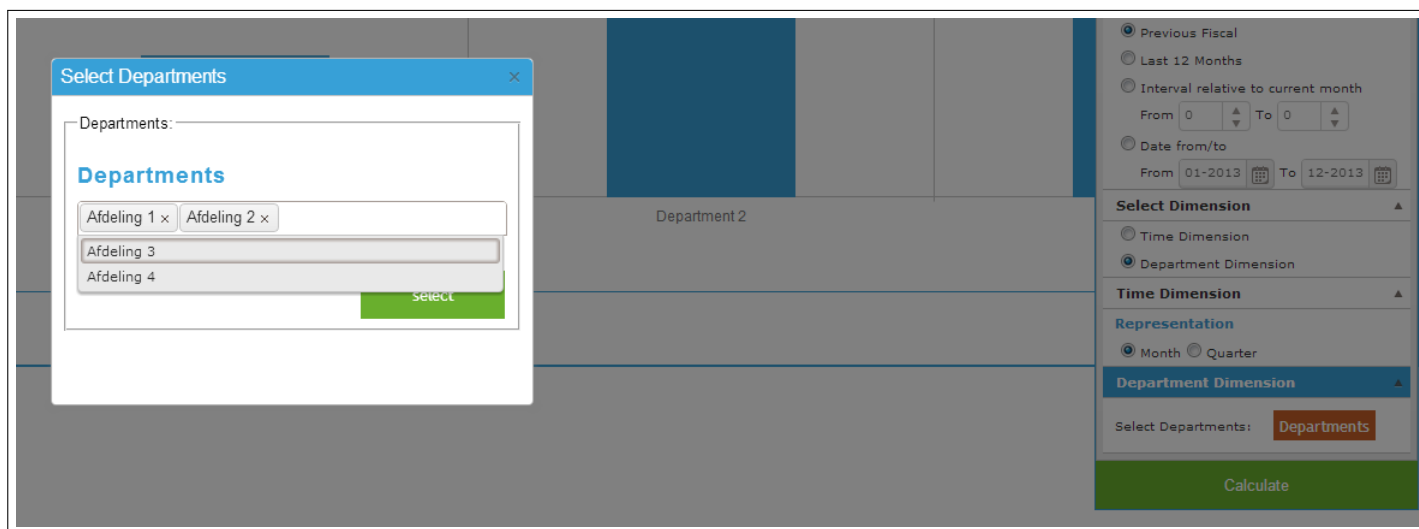 Select Departments ×
Departments:
Departments
Afdeling 1 × Afdeling 2 ×
Afdeling 3
Afdeling 4
select
Department 2
Previous Fiscal
Last 12 Months
Interval relative to current month
From 0 To 0
Date from/to
From 01-2013 To 12-2013
Select Dimension
Time Dimension
Department Dimension
Time Dimension
Representation
Month Quarter
Department Dimension
Select Departments: Departments
Calculate